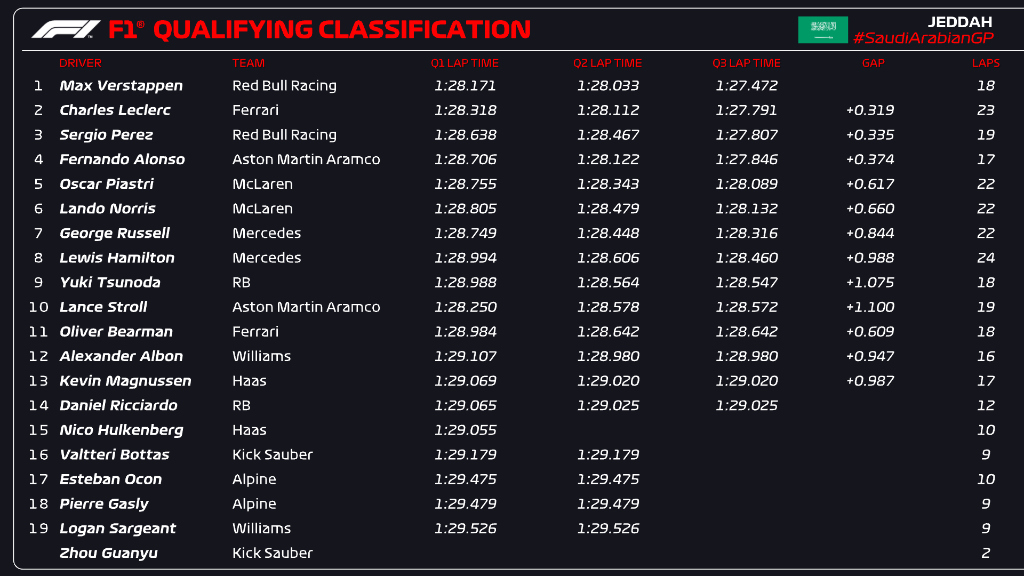 F1® QUALIFYING CLASSIFICATION JEDDAH
#SaudiArabianGP
DRIVER TEAM Q1 LAP TIME Q2 LAP TIME Q3 LAP TIME GAP LAPS
1 Max Verstappen Red Bull Racing 1:28.171 1:28.033 1:27.472 18
2 Charles Leclerc Ferrari 1:28.318 1:28.112 1:27.791 +0.319 23
3 Sergio Perez Red Bull Racing 1:28.638 1:28.467 1:27.807 +0.335 19
4 Fernando Alonso Aston Martin Aramco 1:28.706 1:28.122 1:27.846 +0.374 17
5 Oscar Piastri McLaren 1:28.755 1:28.343 1:28.089 +0.617 22
6 Lando Norris McLaren 1:28.805 1:28.479 1:28.132 +0.660 22
7 George Russell Mercedes 1:28.749 1:28.448 1:28.316 +0.844 22
8 Lewis Hamilton Mercedes 1:28.994 1:28.606 1:28.460 +0.988 24
9 Yuki Tsunoda RB 1:28.988 1:28.564 1:28.547 +1.075 18
10 Lance Stroll Aston Martin Aramco 1:28.250 1:28.578 1:28.572 +1.100 19
11 Oliver Bearman Ferrari 1:28.984 1:28.642 1:28.642 +0.609 18
12 Alexander Albon Williams 1:29.107 1:28.980 1:28.980 +0.947 16
13 Kevin Magnussen Haas 1:29.069 1:29.020 1:29.020 +0.987 17
14 Daniel Ricciardo RB 1:29.065 1:29.025 1:29.025 12
15 Nico Hulkenberg Haas 1:29.055 10
16 Valtteri Bottas Kick Sauber 1:29.179 1:29.179 9
17 Esteban Ocon Alpine 1:29.475 1:29.475 10
18 Pierre Gasly Alpine 1:29.479 1:29.479 9
19 Logan Sargeant Williams 1:29.526 1:29.526 9
Zhou Guanyu Kick Sauber 2